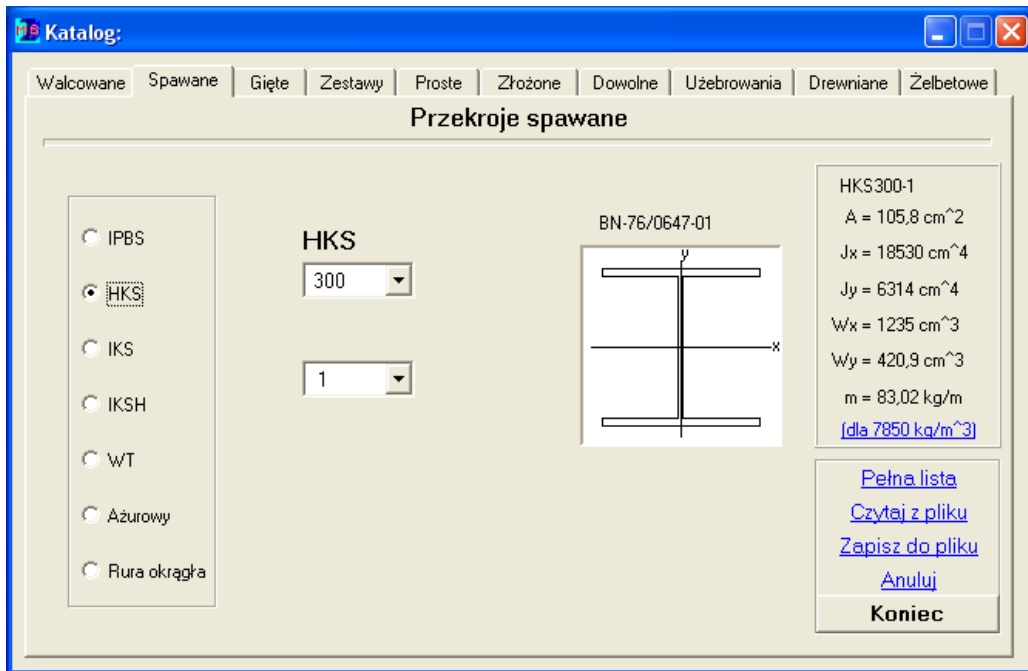 Katalog:
Walcowane Spawane Gięte Zestawy Proste Złożone Dowolne Użebrowania Drewniane Żelbetowe
Przekroje spawane
IPBS
HKS
IKS
IKSH
WT
Ażurowy
Rura okrągła
HKS
300
1
BN-76/0647-01
y
x
HKS300-1
A = 105,8 cm^2
Jx = 18530 cm^4
Jy = 6314 cm^4
Wx = 1235 cm^3
Wy = 420,9 cm^3
m = 83,02 kg/m
(dla 7850 kg/m^3)
Pełna lista
Czytaj z pliku
Zapisz do pliku
Anuluj
Koniec